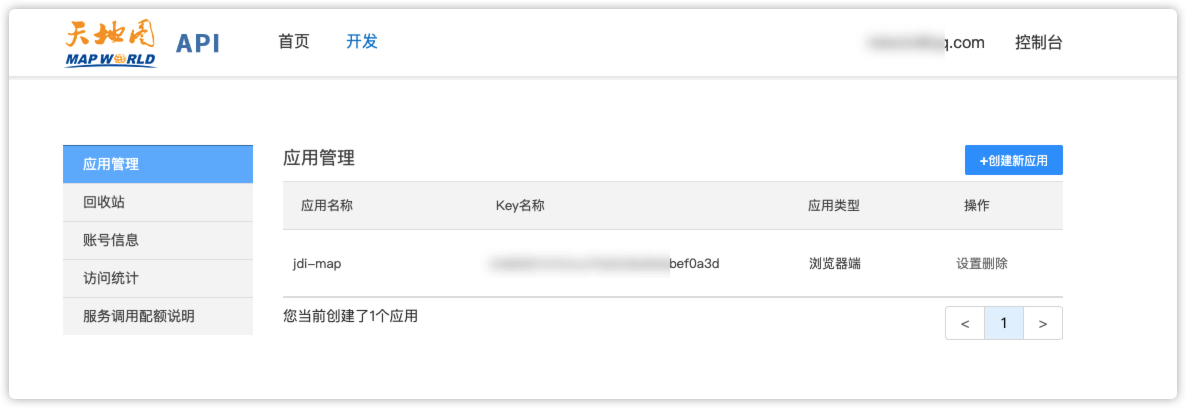 天地图 API 首页 开发 q.com 控制台
MAP WORLD
应用管理
回收站
账号信息
访问统计
服务调用配额说明
应用管理 +创建新应用
应用名称 Key名称 应用类型 操作
jdi-map bef0a3d 浏览器端 设置删除
您当前创建了1个应用 < 1 >